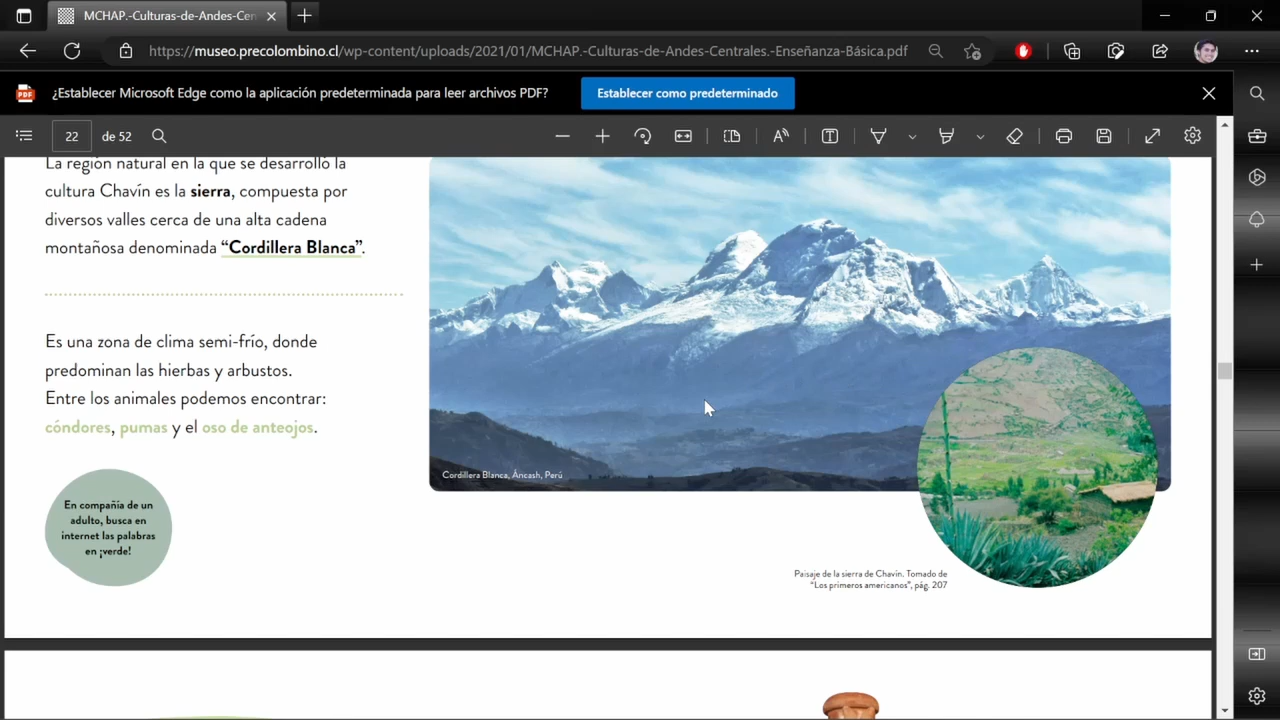 MCHAP.-Culturas-de-Andes-Cen
https://museo.precolombino.cl/wp-content/uploads/2021/01/MCHAP.-Culturas-de-Andes-Centrales.-Enseñanza-Básica.pdf
¿Establecer Microsoft Edge como la aplicación predeterminada para leer archivos PDF?
Establecer como predeterminado
22 de 52
La región natural en la que se desarrolló la
cultura Chavín es la sierra, compuesta por
diversos valles cerca de una alta cadena
montañosa denominada “Cordillera Blanca”.
Es una zona de clima semi-frío, donde
predominan las hierbas y arbustos.
Entre los animales podemos encontrar:
cóndores, pumas y el oso de anteojos.
En compañía de un
adulto, busca en
internet las palabras
en ¡verde!
Cordillera Blanca, Áncash, Perú
Paisaje de la sierra de Chavín. Tomado de
“Los primeros americanos”, pág. 207